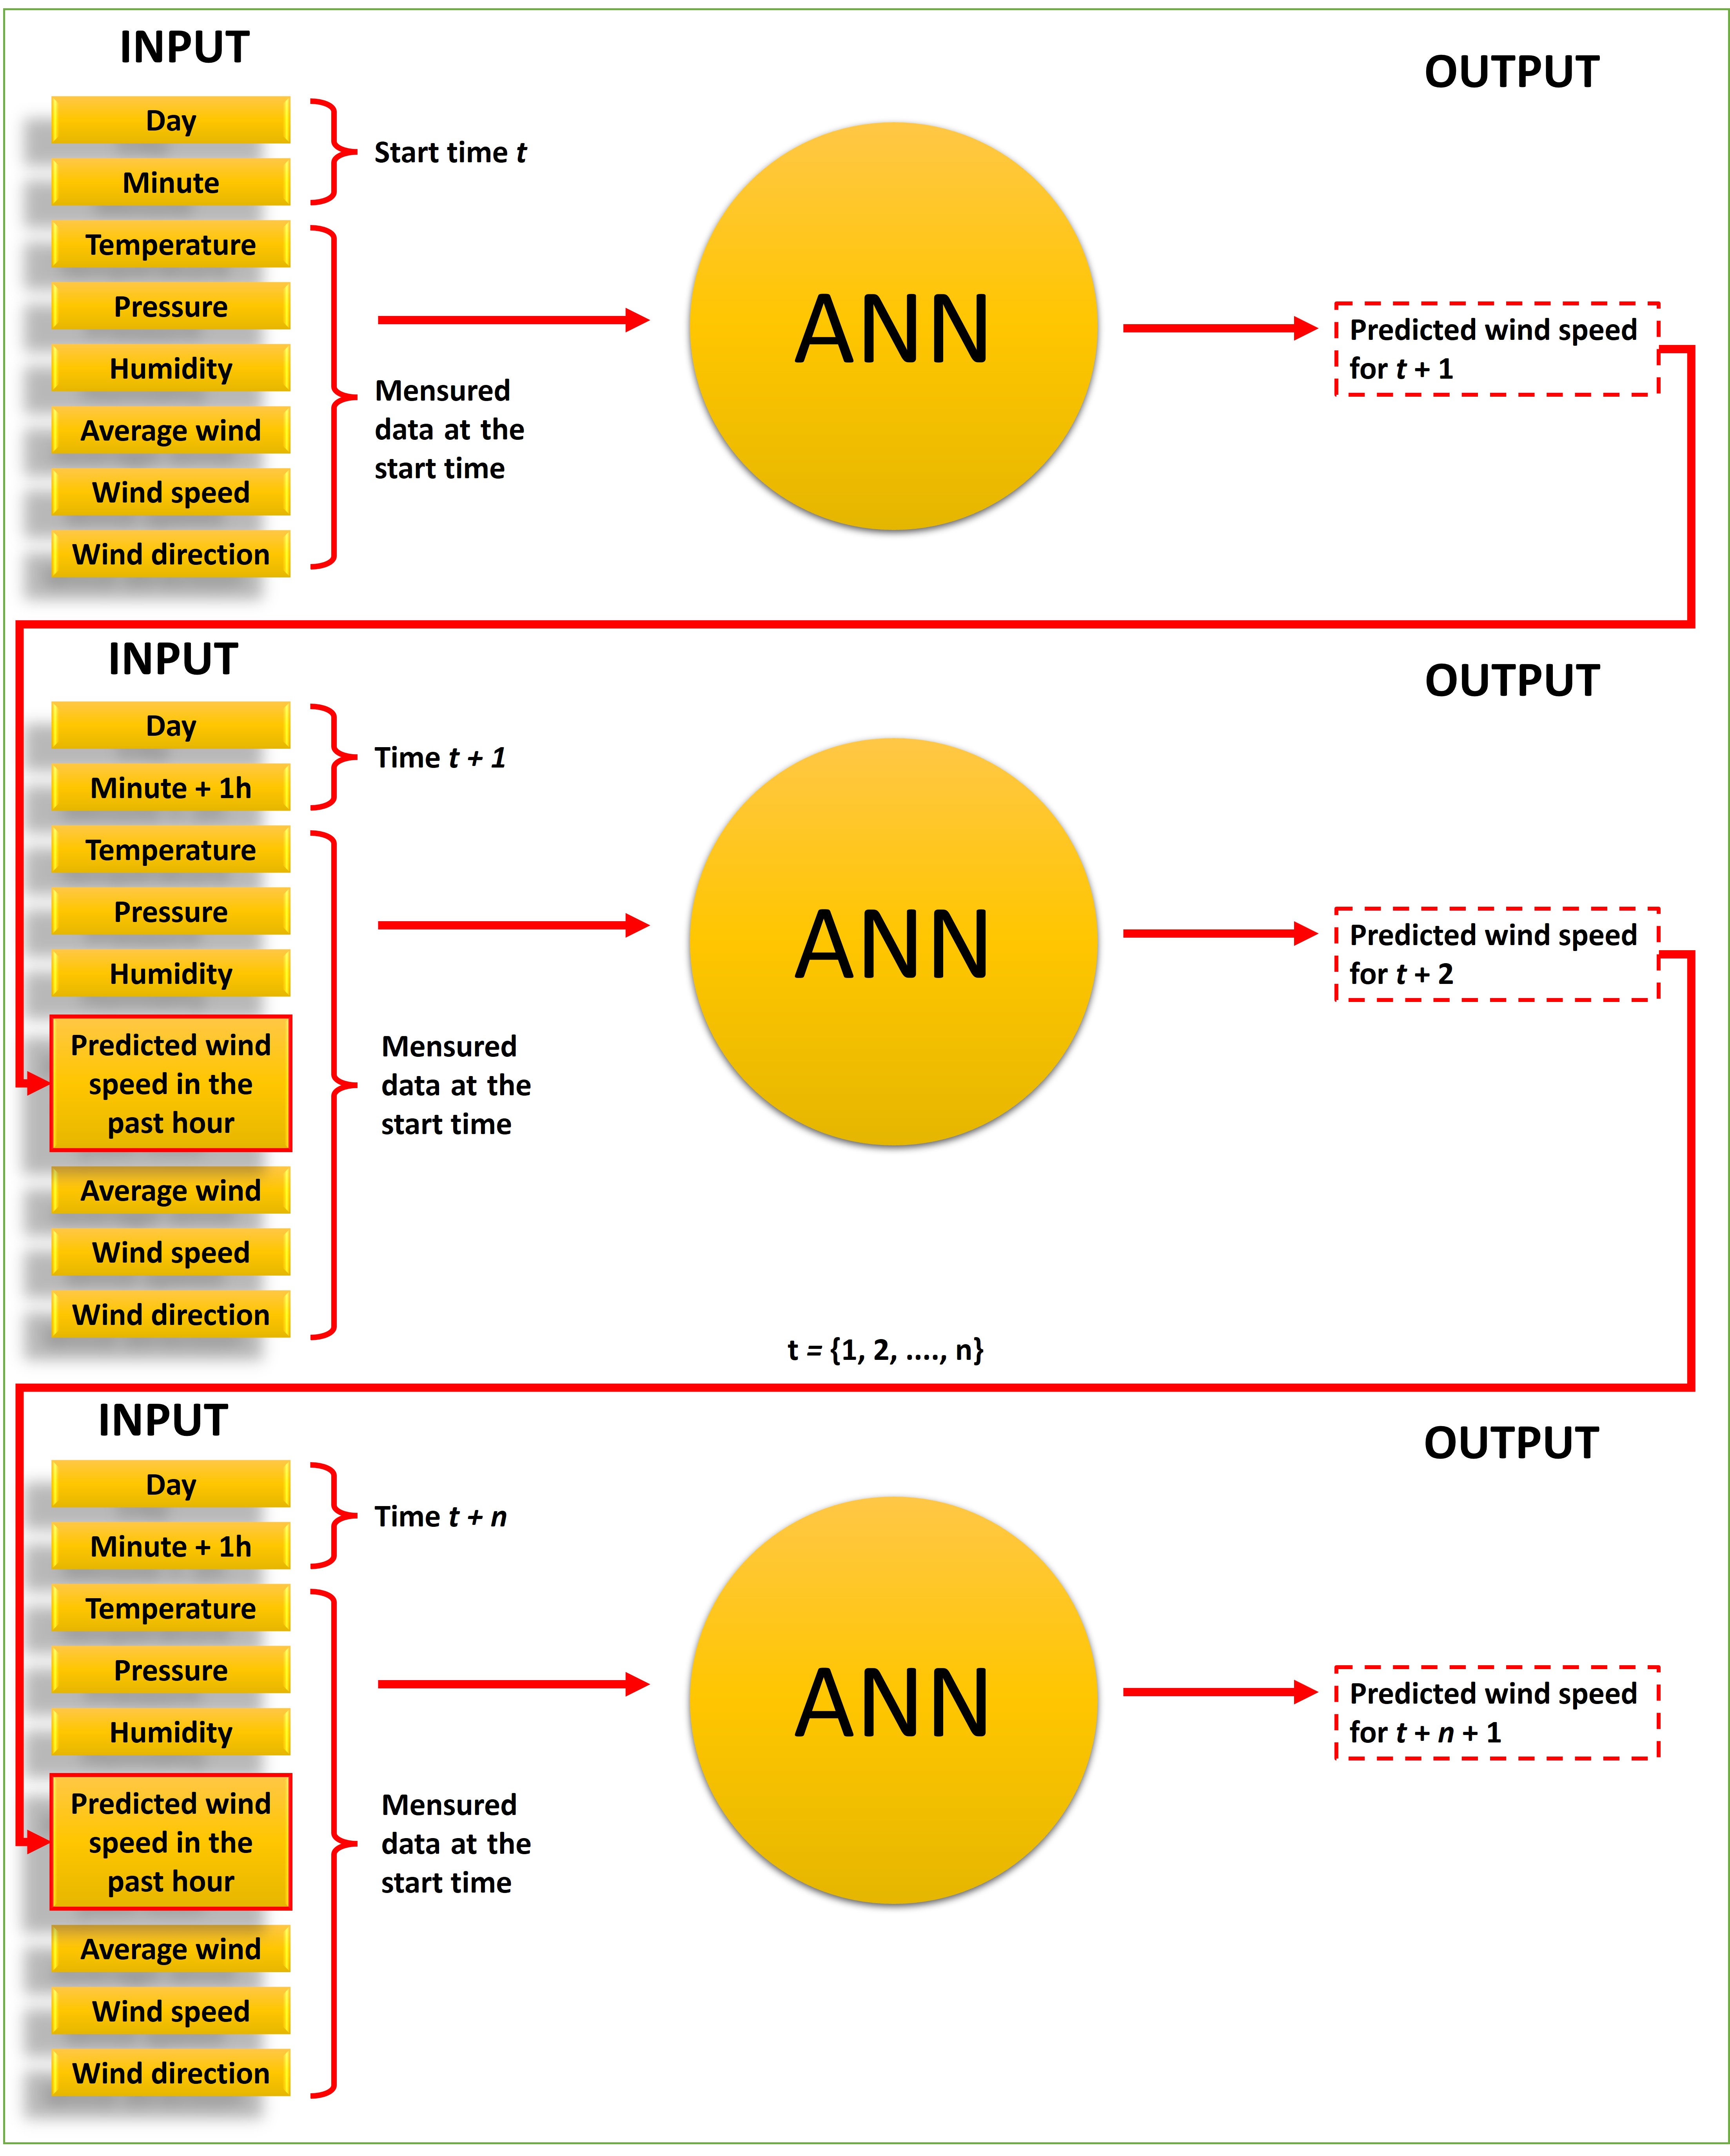 INPUT
OUTPUT
Day
Minute
Start time t
Temperature
Pressure
Humidity
Average wind
Wind speed
Wind direction
Mensured
data at the
start time
ANN
Predicted wind speed
for t + 1
INPUT
OUTPUT
Day
Minute + 1h
Time t + 1
Temperature
Pressure
Humidity
Predicted wind
speed in the
past hour
Average wind
Wind speed
Wind direction
Mensured
data at the
start time
ANN
Predicted wind speed
for t + 2
t = {1, 2, ...., n}
INPUT
OUTPUT
Day
Minute + 1h
Time t + n
Temperature
Pressure
Humidity
Predicted wind
speed in the
past hour
Average wind
Wind speed
Wind direction
Mensured
data at the
start time
ANN
Predicted wind speed
for t + n + 1